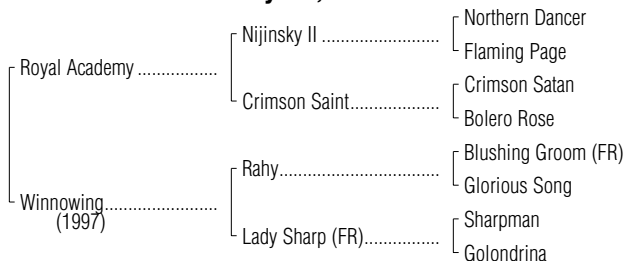 Northern Dancer
Nijinsky II
Flaming Page
Royal Academy
Crimson Satan
Crimson Saint
Bolero Rose
Blushing Groom (FR)
Rahy
Glorious Song
Winnowing
(1997)
Sharpman
Lady Sharp (FR)
Golondrina